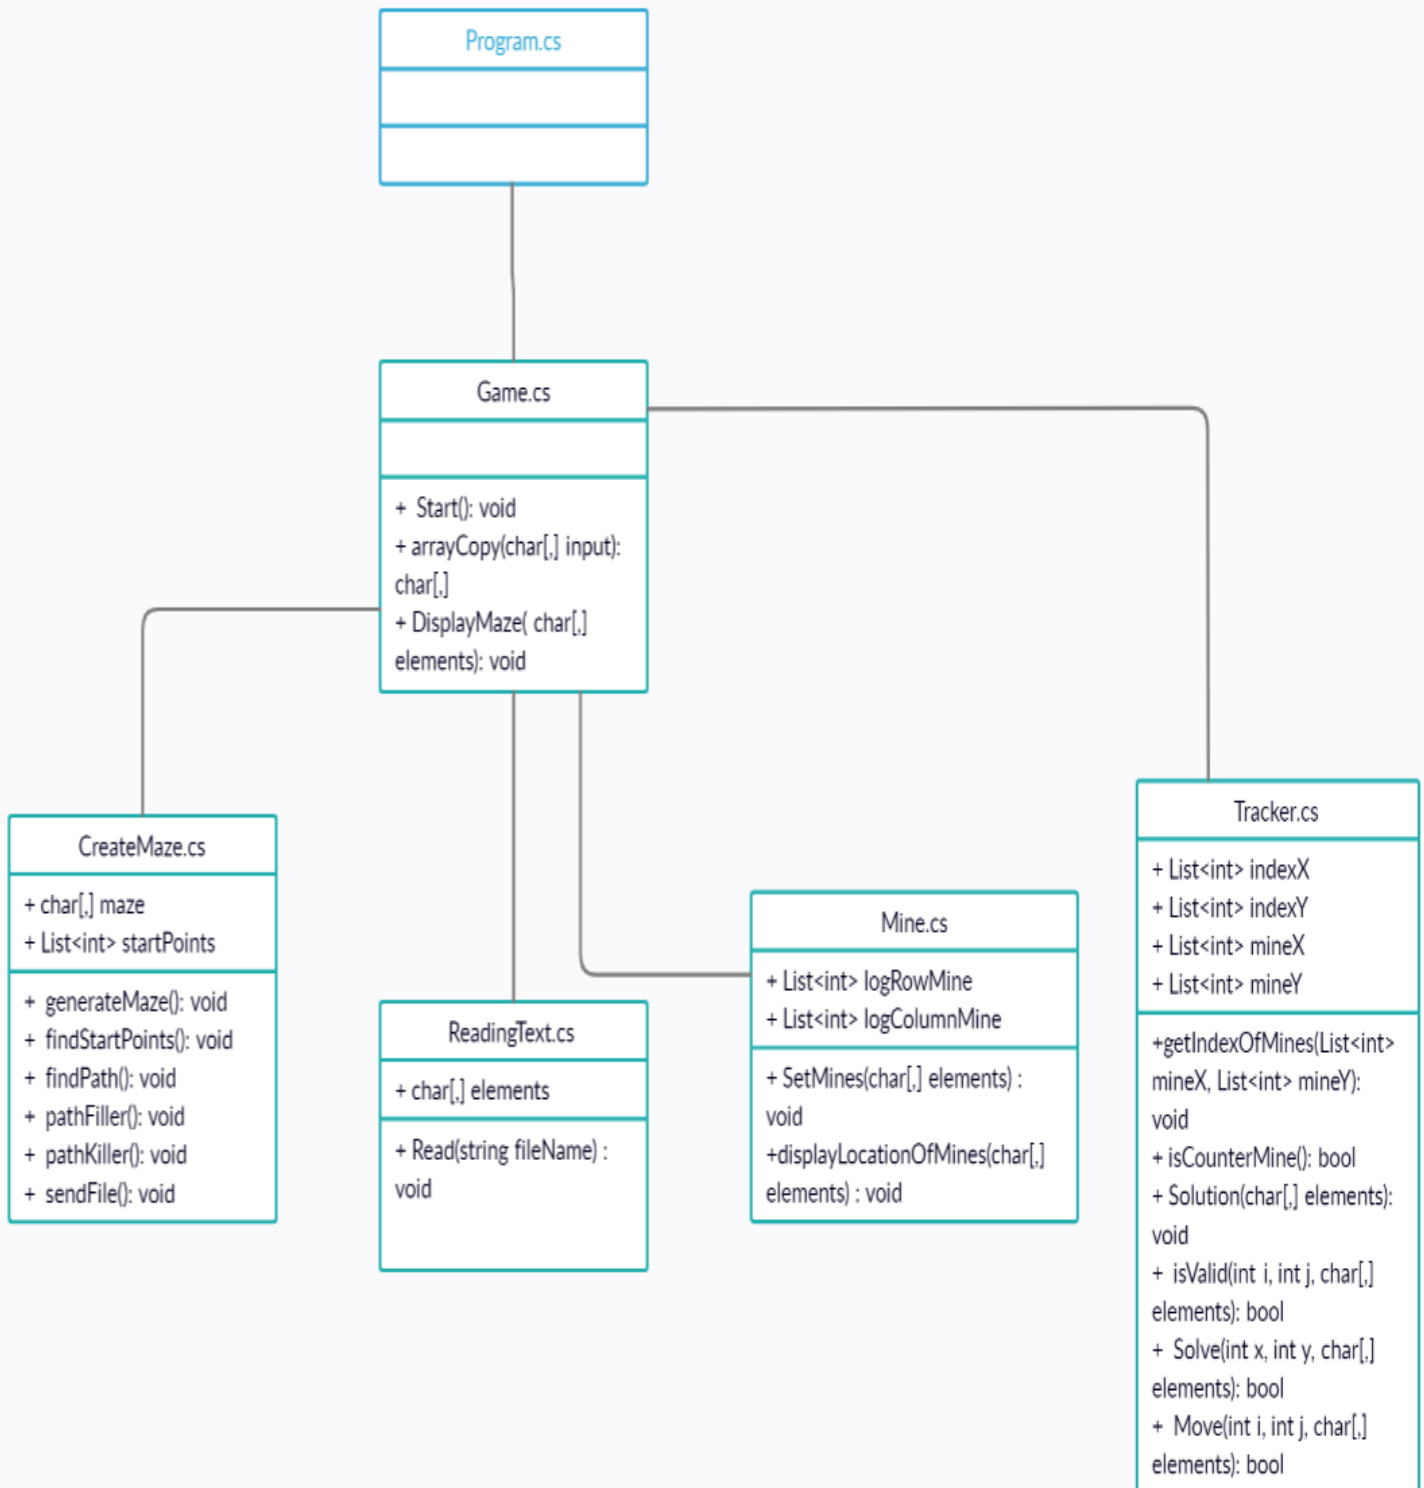 Program.cs
Game.cs
+ Start(): void
+ arrayCopy(char[,] input):
char[,]
+ DisplayMaze( char[,]
elements): void
CreateMaze.cs
+ char[,] maze
+ List<int> startPoints
+ generateMaze(): void
+ findStartPoints(): void
+ findPath(): void
+ pathFiller(): void
+ pathKiller(): void
+ sendFile(): void
ReadingText.cs
+ char[,] elements
+ Read(string fileName) :
void
Mine.cs
+ List<int> logRowMine
+ List<int> logColumnMine
+ SetMines(char[,] elements) :
void
+displayLocationOfMines(char[,]
elements) : void
Tracker.cs
+ List<int> indexX
+ List<int> indexY
+ List<int> mineX
+ List<int> mineY
+getIndexOfMines(List<int>
mineX, List<int> mineY):
void
+ isCounterMine(): bool
+ Solution(char[,] elements):
void
+ isValid(int i, int j, char[,]
elements): bool
+ Solve(int x, int y, char[,]
elements): bool
+ Move(int i, int j, char[,]
elements): bool